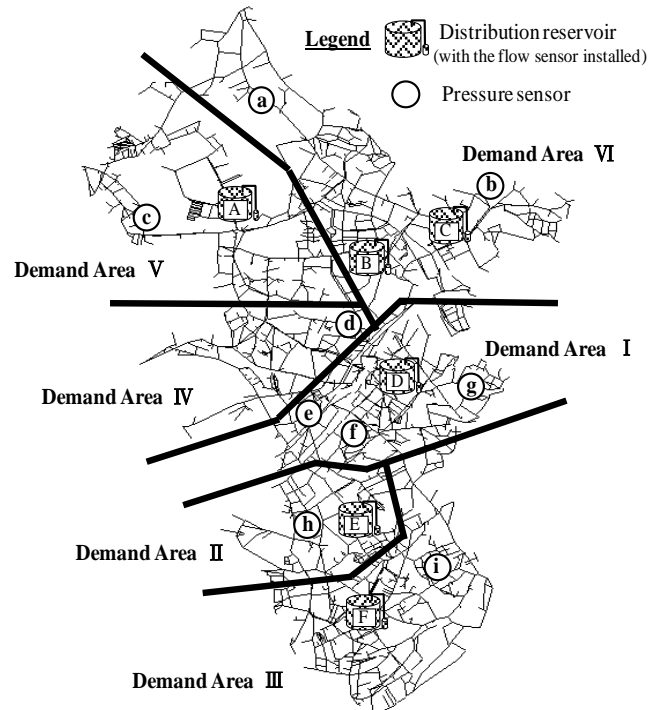 Legend
Distribution reservoir
(with the flow sensor installed)
Pressure sensor
a
Demand Area Ⅵ
b
A
c
C
B
Demand Area Ⅴ
d
Demand Area Ⅰ
D
g
Demand Area Ⅳ
e
f
h
E
Demand Area Ⅱ
i
F
Demand Area Ⅲ